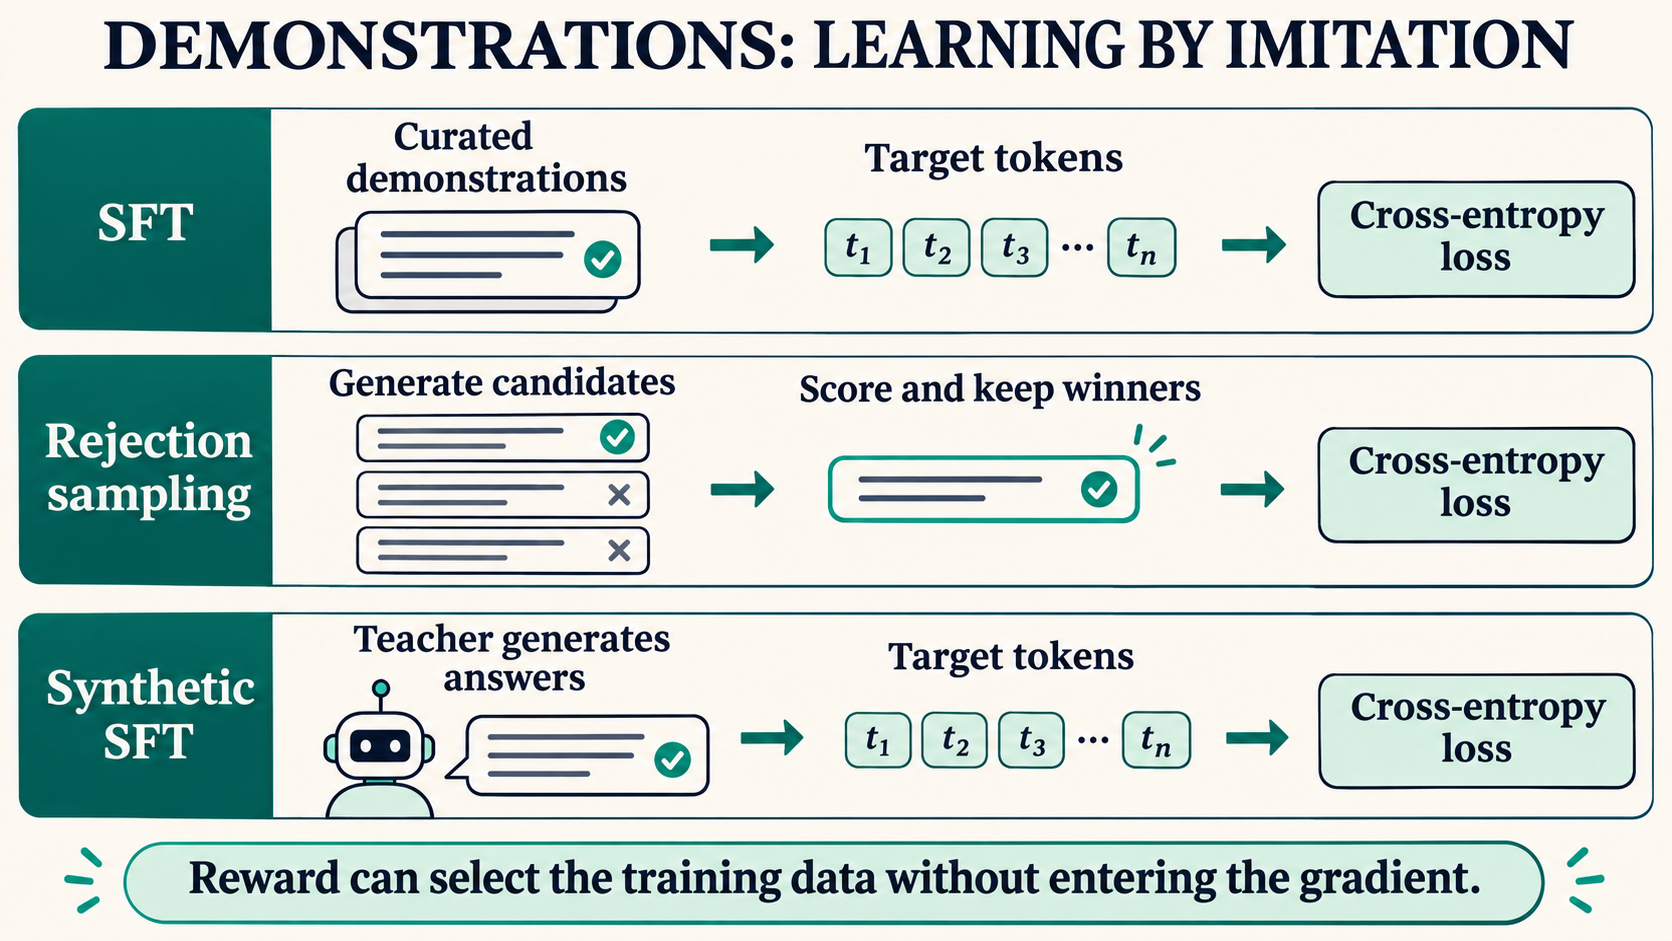 DEMONSTRATIONS: LEARNING BY IMITATION
SFT
Curated
demonstrations
Target tokens
t1 t2 t3 ... tn
Cross-entropy
loss
Rejection
sampling
Generate candidates
Score and keep winners
Cross-entropy
loss
Synthetic
SFT
Teacher generates
answers
Target tokens
t1 t2 t3 ... tn
Cross-entropy
loss
Reward can select the training data without entering the gradient.